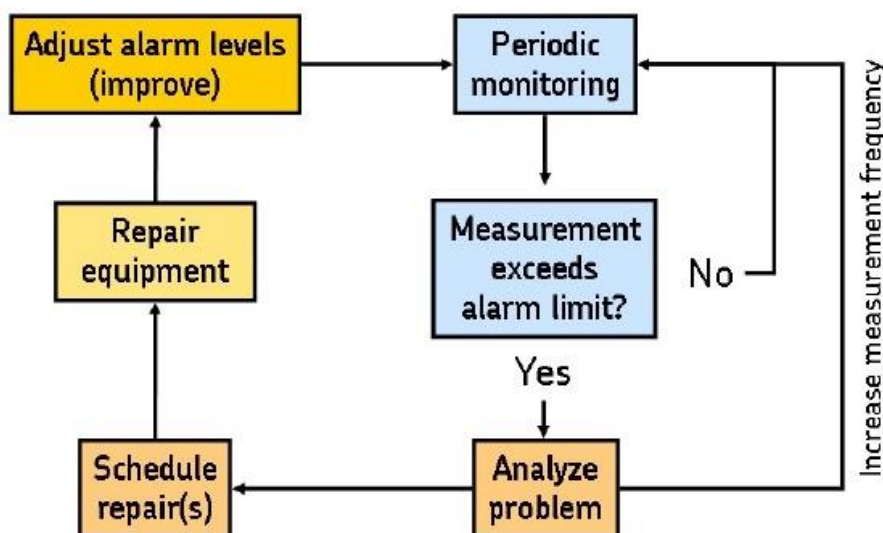 Adjust alarm levels
(improve)
Periodic
monitoring
Increase measurement frequency
Repair
equipment
Measurement
exceeds
alarm limit?
No
Yes
Schedule
repair(s)
Analyze
problem